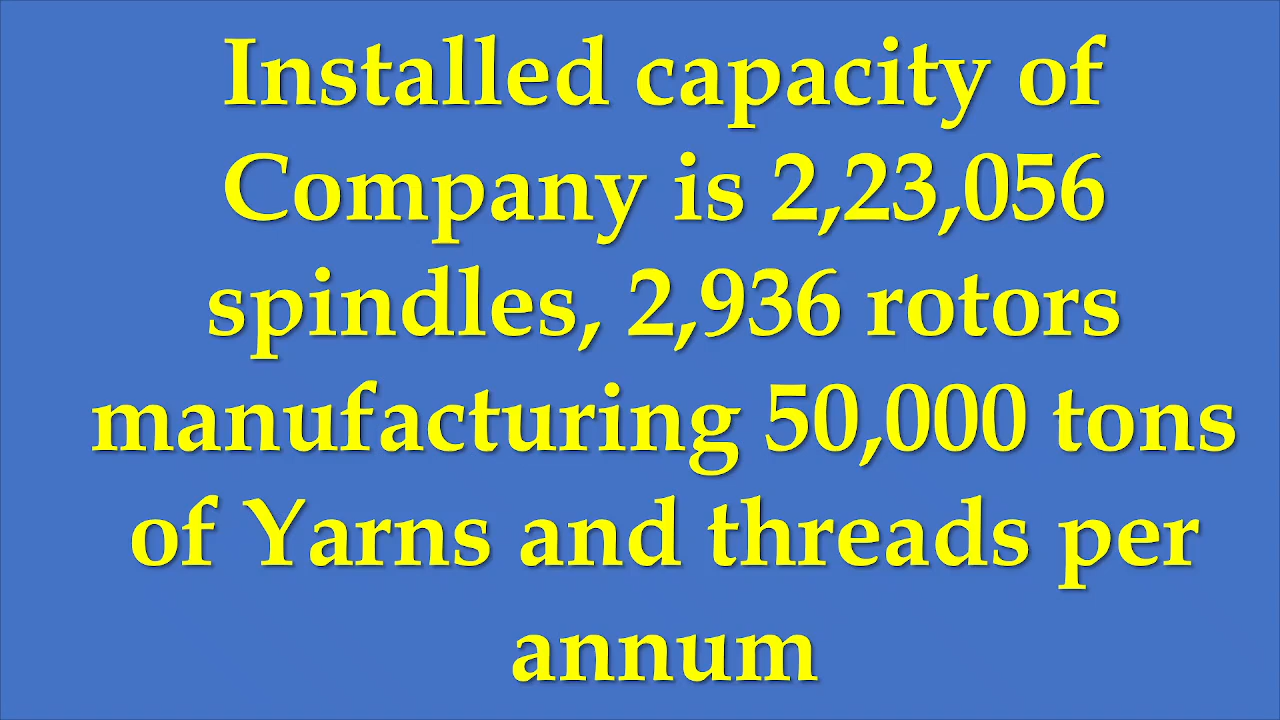 Installed capacity of
Company is 2,23,056
spindles, 2,936 rotors
manufacturing 50,000 tons
of Yarns and threads per
annum